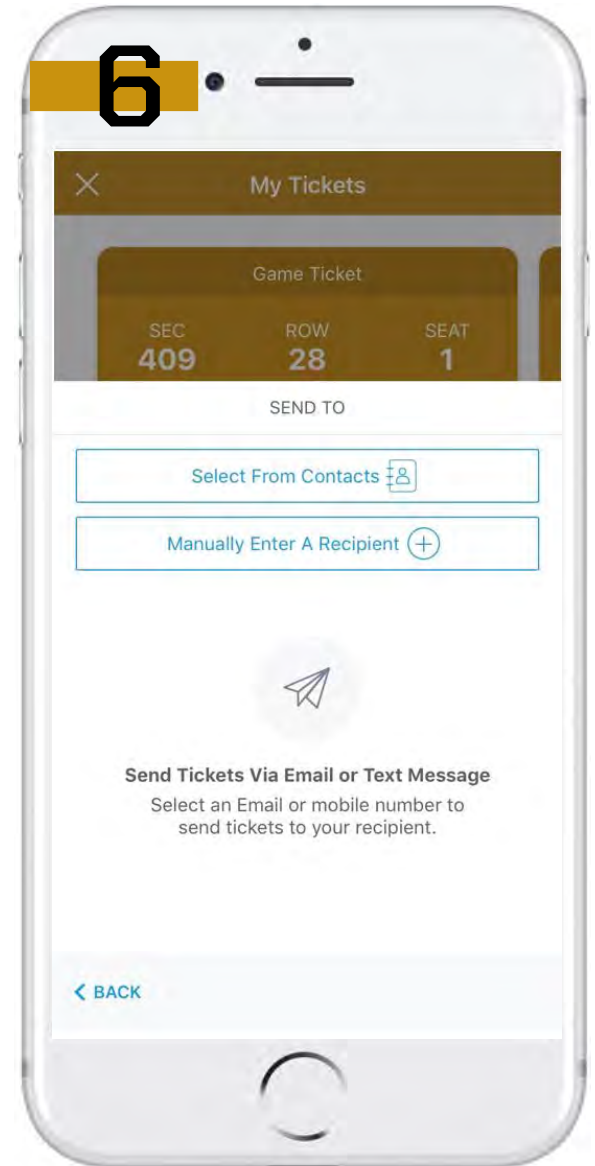 6
My Tickets
Game Ticket
SEC ROW SEAT
409 28 1
SEND TO
Select From Contacts
Manually Enter A Recipient
Send Tickets Via Email or Text Message
Select an Email or mobile number to
send tickets to your recipient.
BACK